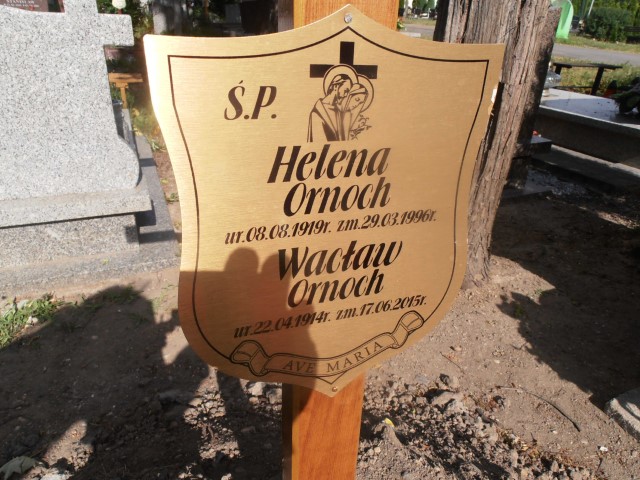 Ś.P.
Helena
Ornoch
ur.08.08.1919r. zm.29.03.1996r.
Wacław
Ornoch
ur.22.04.1914r. zm.17.06.2015r.
AVE MARIA